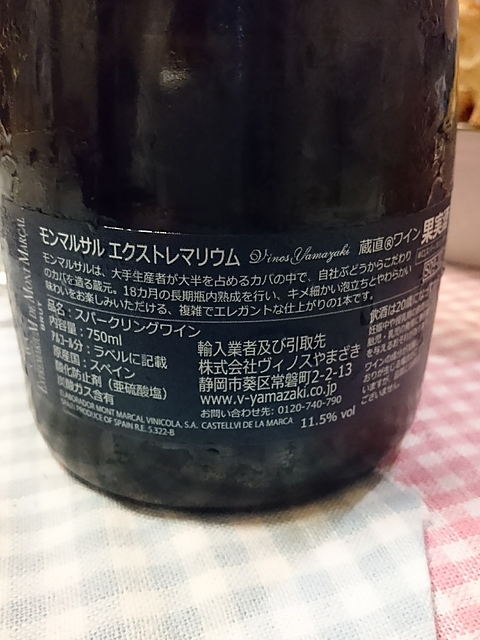 モンマルサル エクストレマリウム Vinos Yamazaki 蔵直®ワイン 果実
モンマルサルは、大手生産者が大半を占めるカバの中で、自社ぶどうからこだわり
のカバを造る蔵元。18カ月の長期瓶内熟成を行い、キメ細かい泡立ちとやわらかい
味わいをお楽しみいただける、複雑でエレガントな仕上がりの1本です。
品名：スパークリングワイン
内容量：750ml
ｱﾙｺｰﾙ分：ラベルに記載
原産国：スペイン
酸化防止剤（亜硫酸塩）
炭酸ガス含有
輸入業者及び引取先
株式会社ヴィノスやまざき
静岡市葵区常磐町2-2-13
www.v-yamazaki.co.jp
お問い合わせ先: 0120-740-790
ELABORADOR MONT MARCAL VINICOLA, S.A. CASTELLVI DE LA MARCA
SPAIN PRODUCE OF SPAIN R.E. 5.322-B
11.5% vol
飲酒は20歳に
MONT MARCAL